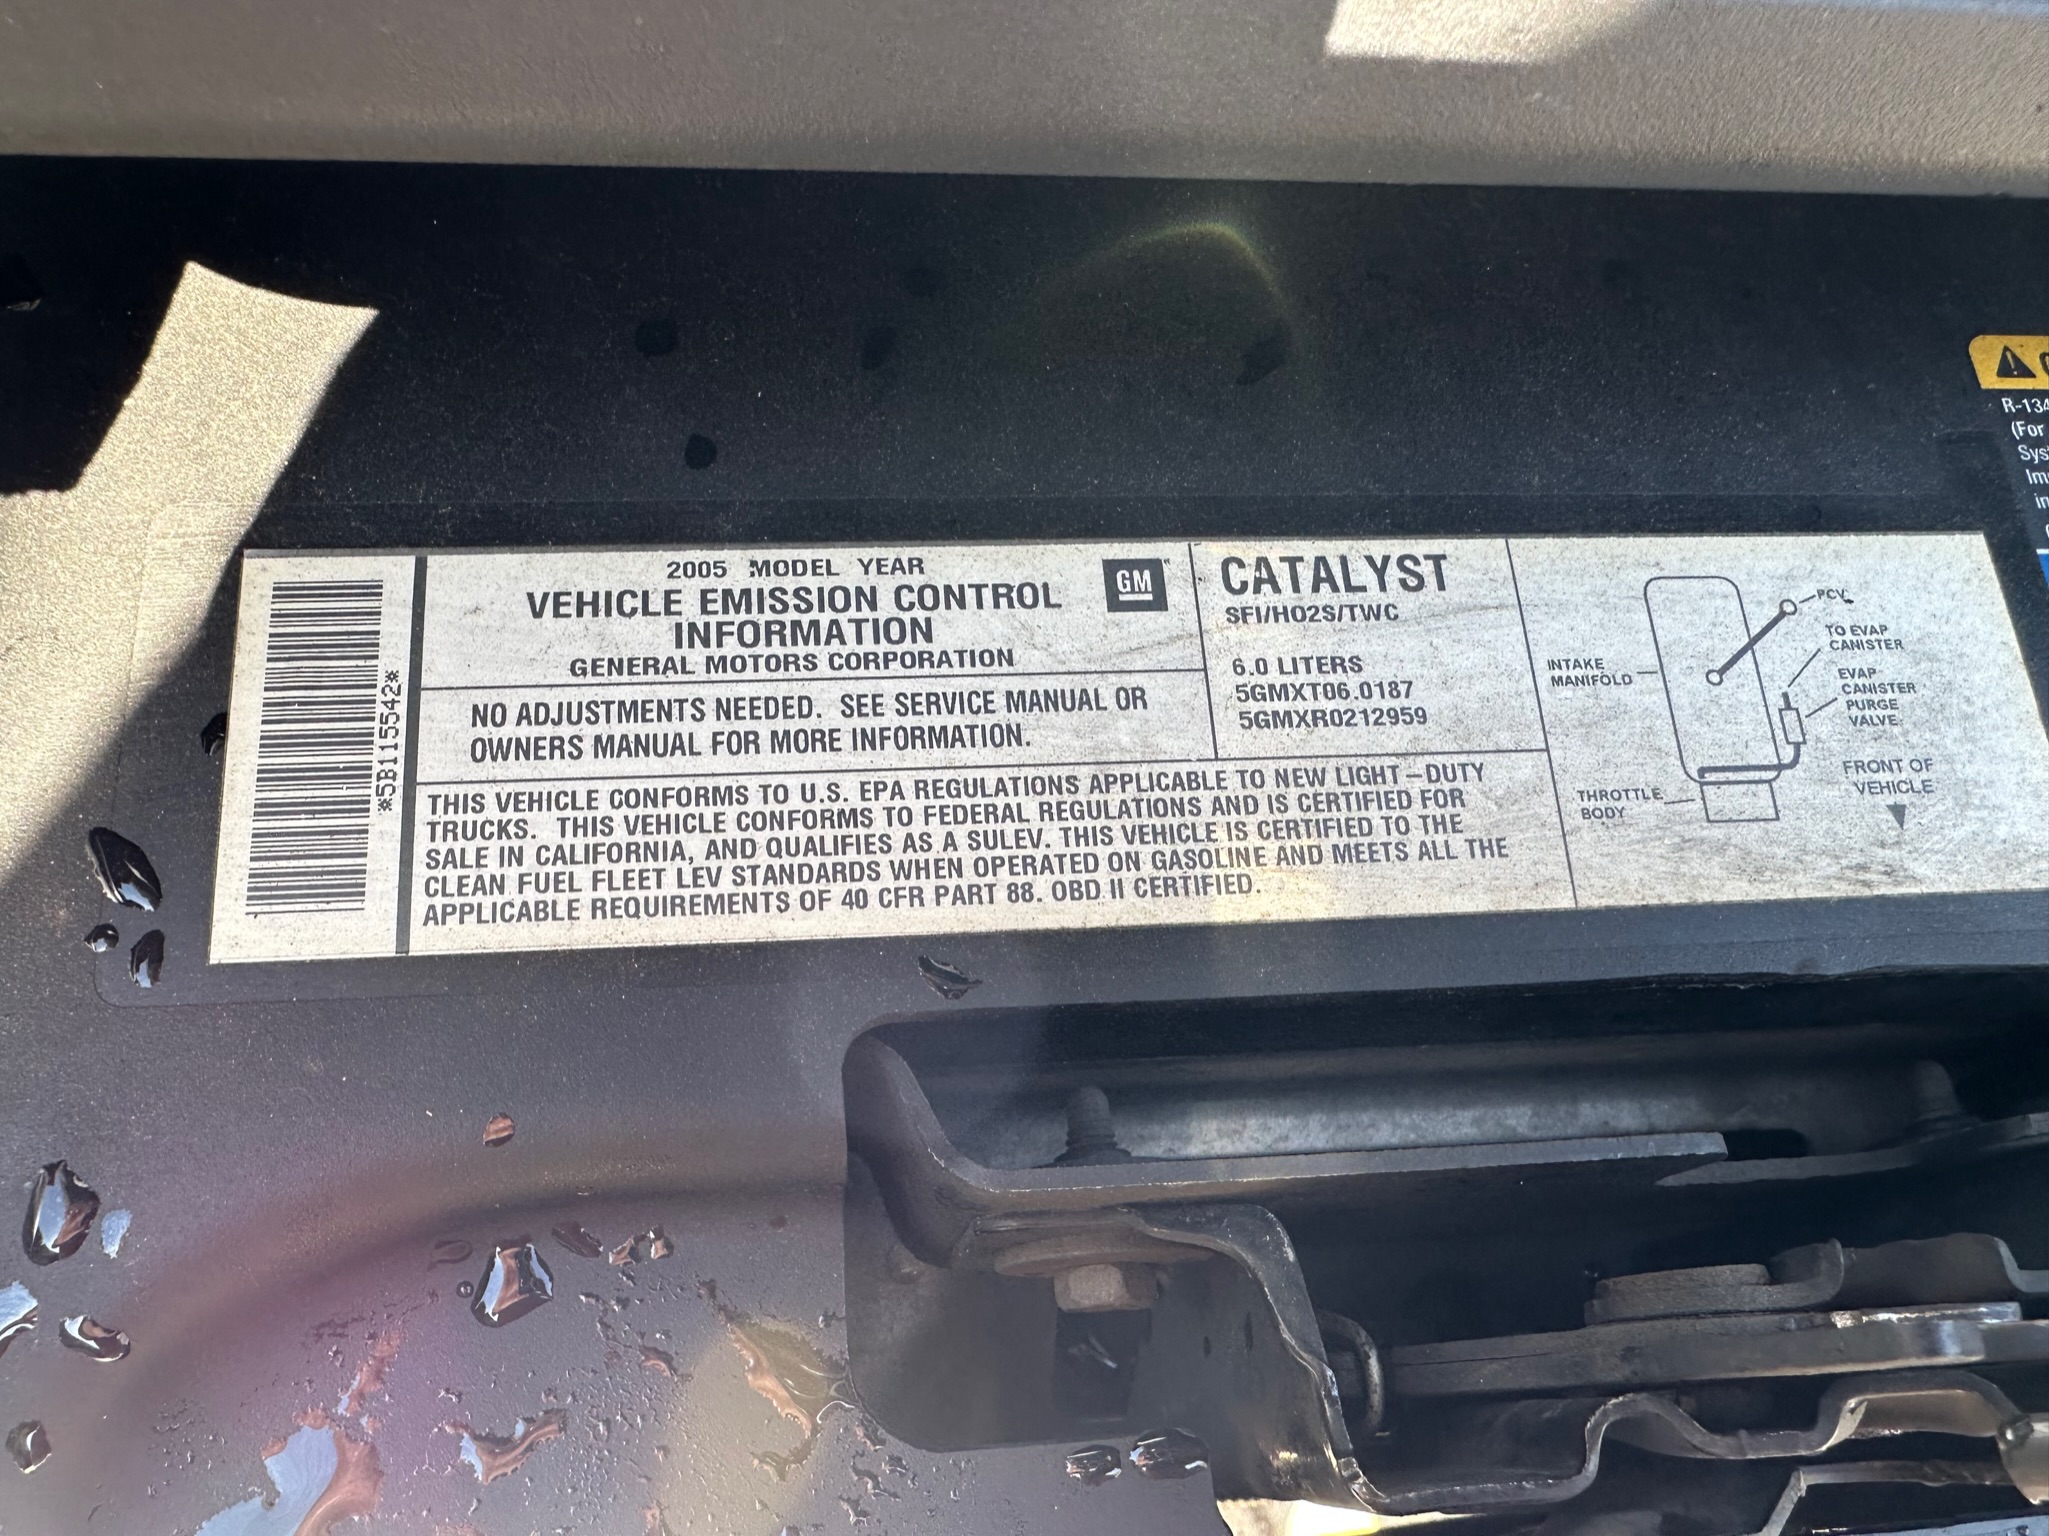 *5B115542*
2005 MODEL YEAR
VEHICLE EMISSION CONTROL
INFORMATION
GENERAL MOTORS CORPORATION
GM
NO ADJUSTMENTS NEEDED. SEE SERVICE MANUAL OR
OWNERS MANUAL FOR MORE INFORMATION.
CATALYST
SFI/HO2S/TWC
6.0 LITERS
5GMXT06.0187
5GMXR0212959
THIS VEHICLE CONFORMS TO U.S. EPA REGULATIONS APPLICABLE TO NEW LIGHT-DUTY
TRUCKS. THIS VEHICLE CONFORMS TO FEDERAL REGULATIONS AND IS CERTIFIED FOR
SALE IN CALIFORNIA, AND QUALIFIES AS A SULEV. THIS VEHICLE IS CERTIFIED TO THE
CLEAN FUEL FLEET LEV STANDARDS WHEN OPERATED ON GASOLINE AND MEETS ALL THE
APPLICABLE REQUIREMENTS OF 40 CFR PART 88. OBD II CERTIFIED.
PCV
TO EVAP
CANISTER
INTAKE
MANIFOLD
EVAP
CANISTER
PURGE
VALVE
FRONT OF
VEHICLE
THROTTLE
BODY
R-134
(For